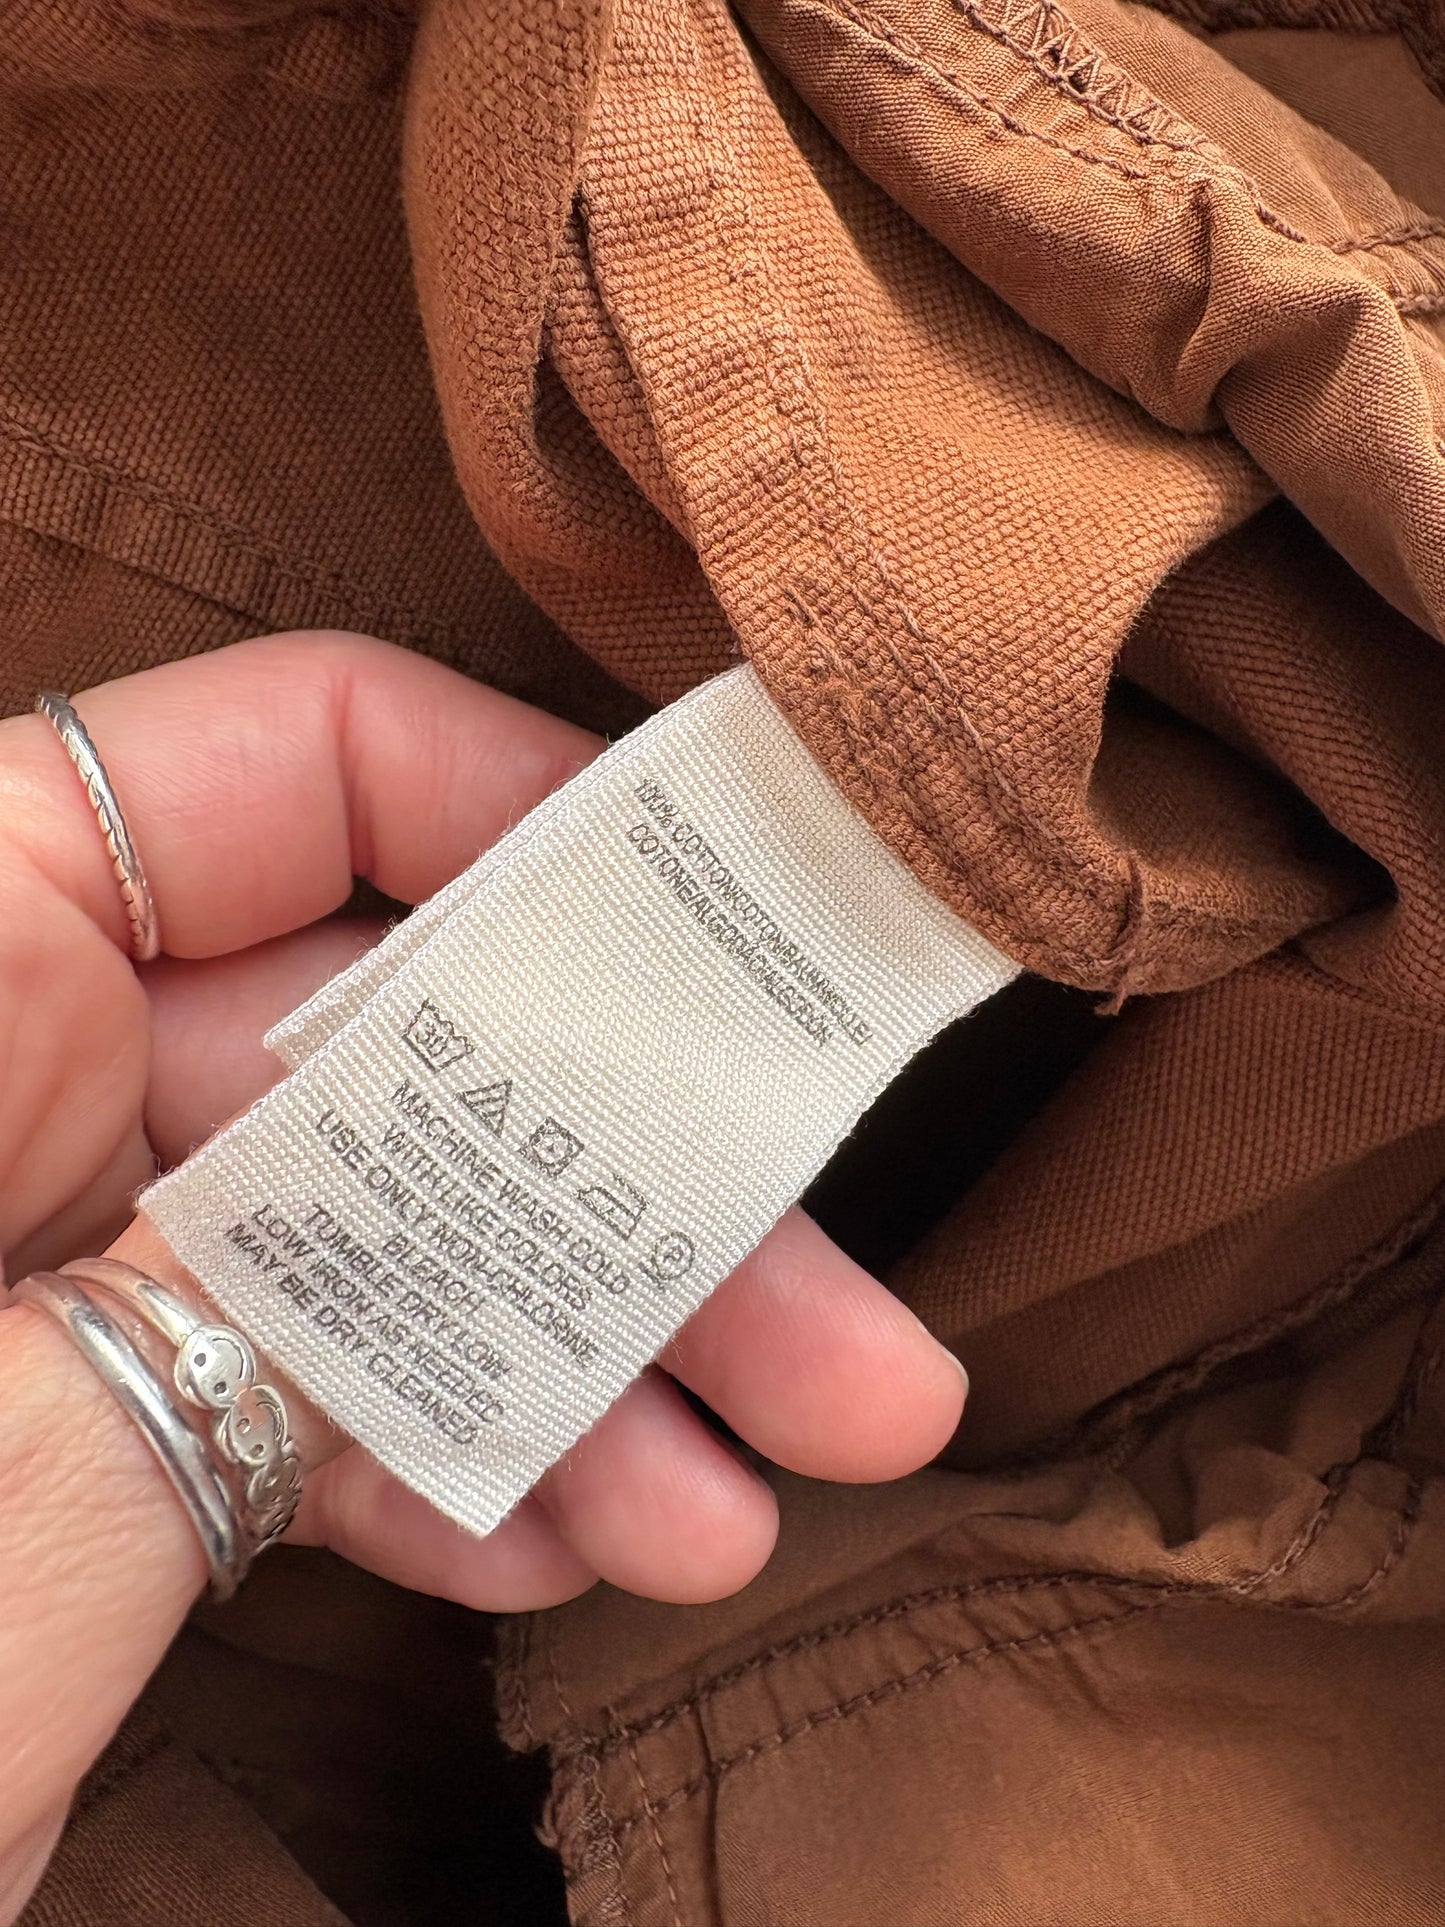 100% COTTON/COTON/BAUMWOLLE/
COTONE/ALGODÃO/ALGODÓN
30
P
MACHINE WASH COLD
WITH LIKE COLORS
USE ONLY NON-CHLORINE
BLEACH
TUMBLE DRY LOW
LOW IRON AS NEEDED
MAY BE DRY CLEANED